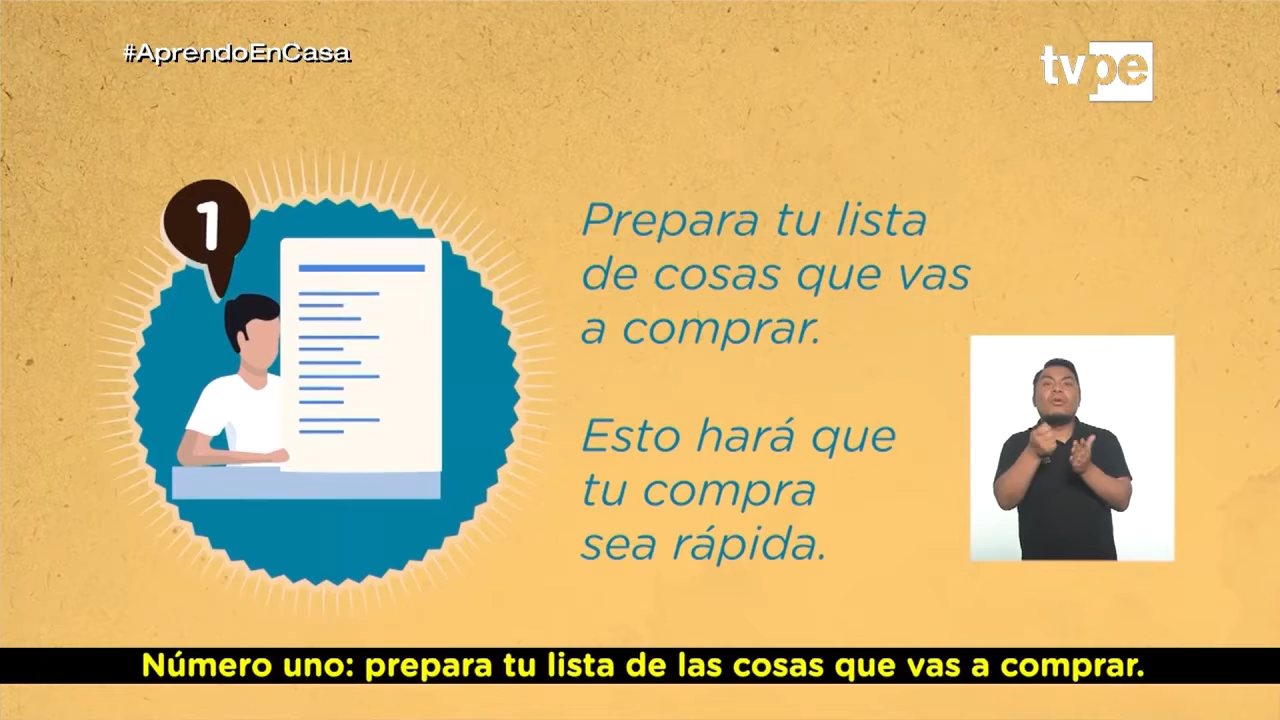 #AprendoEnCasa
tvpe
1
Prepara tu lista
de cosas que vas
a comprar.
Esto hará que
tu compra
sea rápida.
Número uno: prepara tu lista de las cosas que vas a comprar.